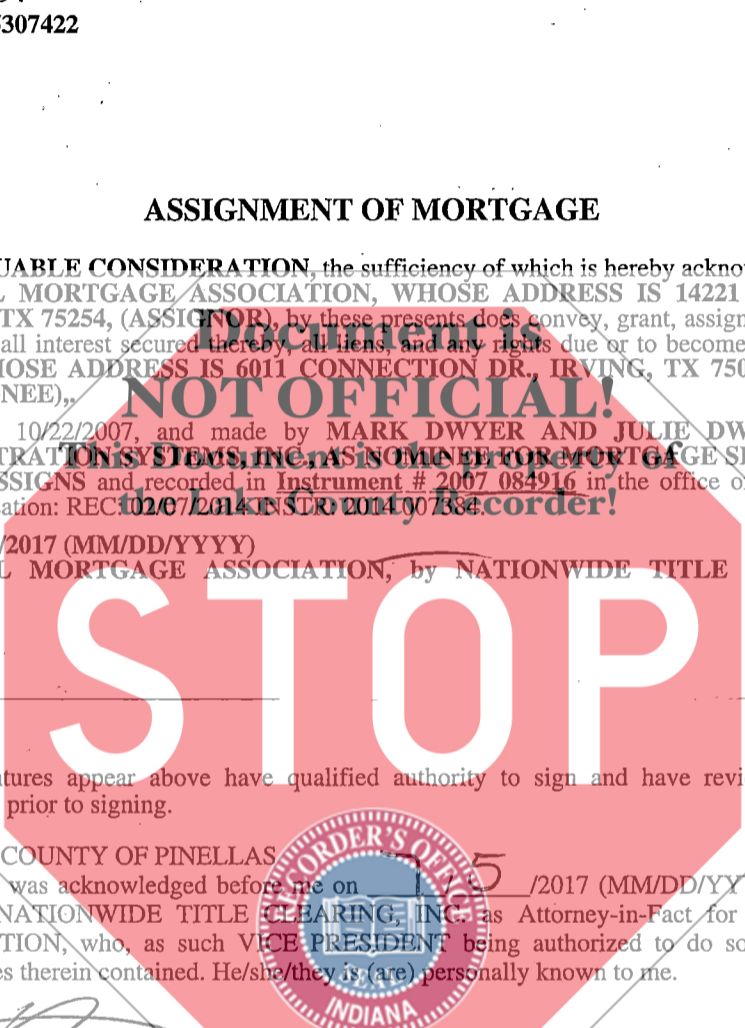 307422
ASSIGNMENT OF MORTGAGE
UABLE CONSIDERATION, the sufficiency of which is hereby acknow
L MORTGAGE ASSOCIATION, WHOSE ADDRESS IS 14221
TX 75254, (ASSIGNOR), by these presents does convey, grant, assign
all interest secured thereby, all liens, and any rights due or to become
HOSE ADDRESS IS 6011 CONNECTION DR., IRVING, TX 750
NEE),.
Document is
NOT OFFICIAL!
This Document is the property of
the Lake County Recorder!
10/22/2007, and made by MARK DWYER AND JULIE DW
TRATION SYSTEMS, INC., AS NOMINEE FOR MORTGAGE SE
SSIGNS and recorded in Instrument # 2007 084916 in the office o
ation: REC: 02/07/2014 INSTR: 2014 007384.
/2017 (MM/DD/YYYY)
L MORTGAGE ASSOCIATION, by NATIONWIDE TITLE
STOP
tures appear above have qualified authority to sign and have revi
prior to signing.
COUNTY OF PINELLAS
was acknowledged before me on 7 / 5 /2017 (MM/DD/YY
NATIONWIDE TITLE CLEARING, INC. as Attorney-in-Fact for
TION, who, as such VICE PRESIDENT being authorized to do so
es therein contained. He/she/they is (are) personally known to me.
RECORDER'S OFFICE
SEAL
INDIANA